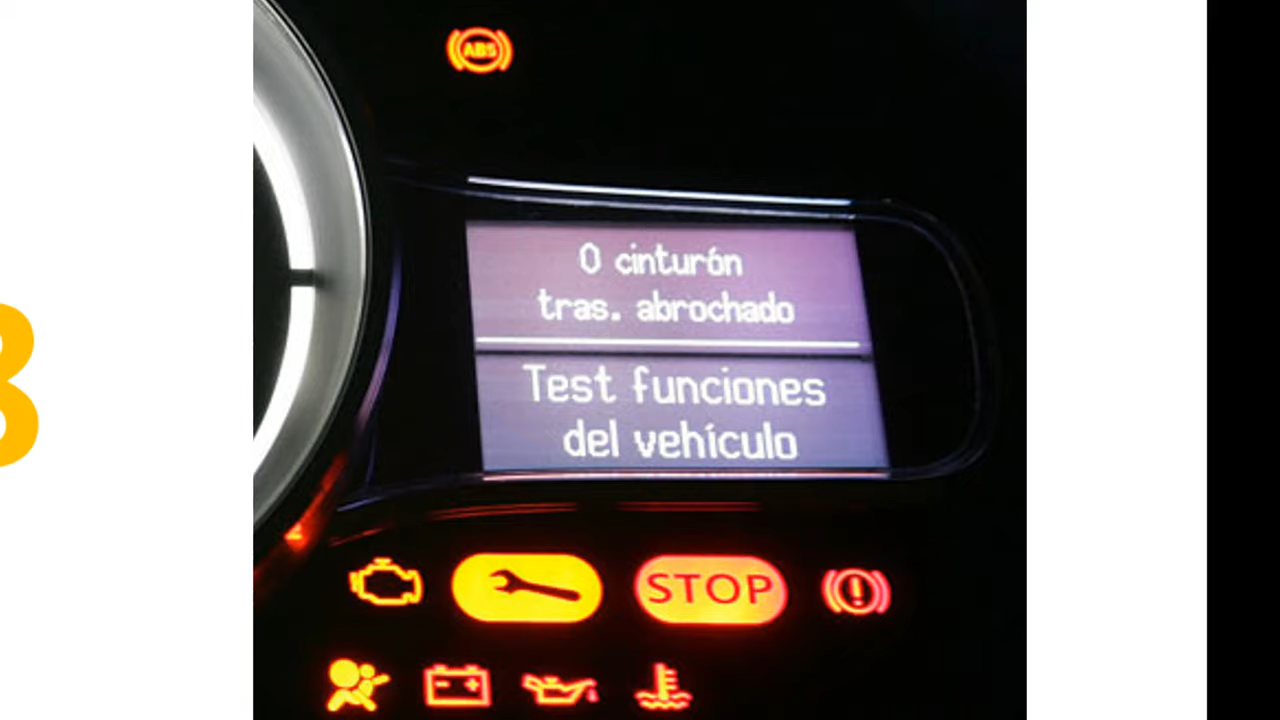 ABS
0 cinturón
tras. abrochado
Test funciones
del vehículo
STOP